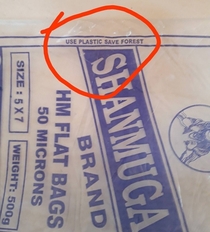 USE PLASTIC SAVE FOREST
SHANMUGA
BRAND
HM FLAT BAGS
50 MICRONS
SIZE: 5 X 7
WEIGHT: 500g